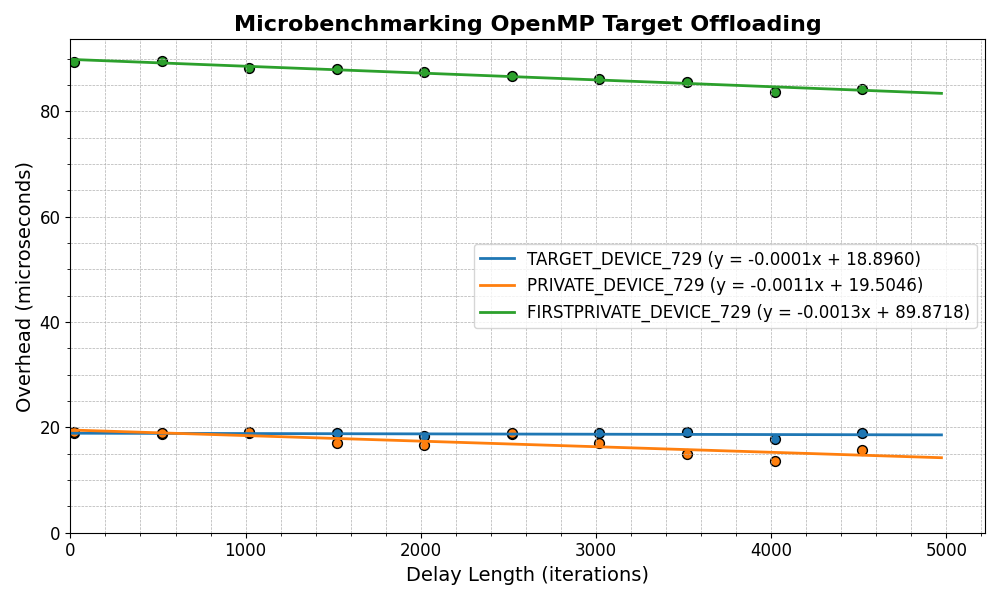 Microbenchmarking OpenMP Target Offloading
Overhead (microseconds)
80
60
40
20
0
TARGET_DEVICE_729 (y = -0.0001x + 18.8960)
PRIVATE_DEVICE_729 (y = -0.0011x + 19.5046)
FIRSTPRIVATE_DEVICE_729 (y = -0.0013x + 89.8718)
0 1000 2000 3000 4000 5000
Delay Length (iterations)